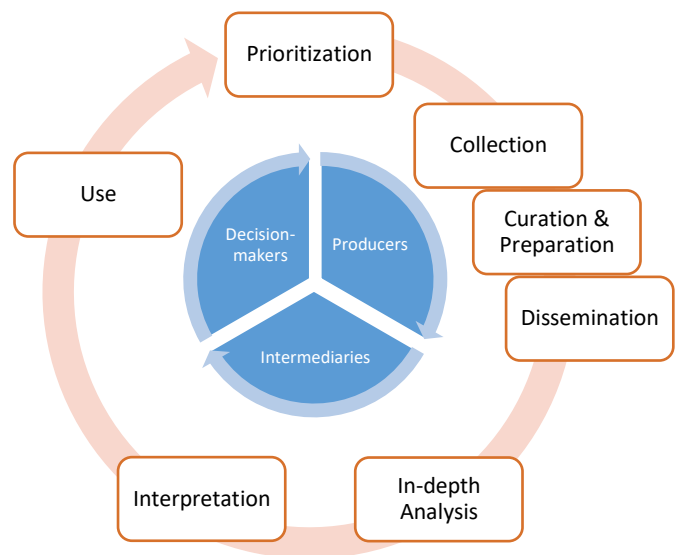 Prioritization
Collection
Curation &
Preparation
Dissemination
In-depth
Analysis
Interpretation
Use
Decision-
makers
Producers
Intermediaries